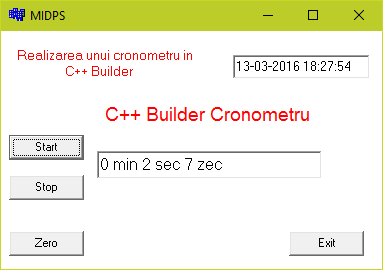 MIDPS
Realizarea unui cronometru in
C++ Builder
13-03-2016 18:27:54
C++ Builder Cronometru
Start
0 min 2 sec 7 zec
Stop
Zero
Exit